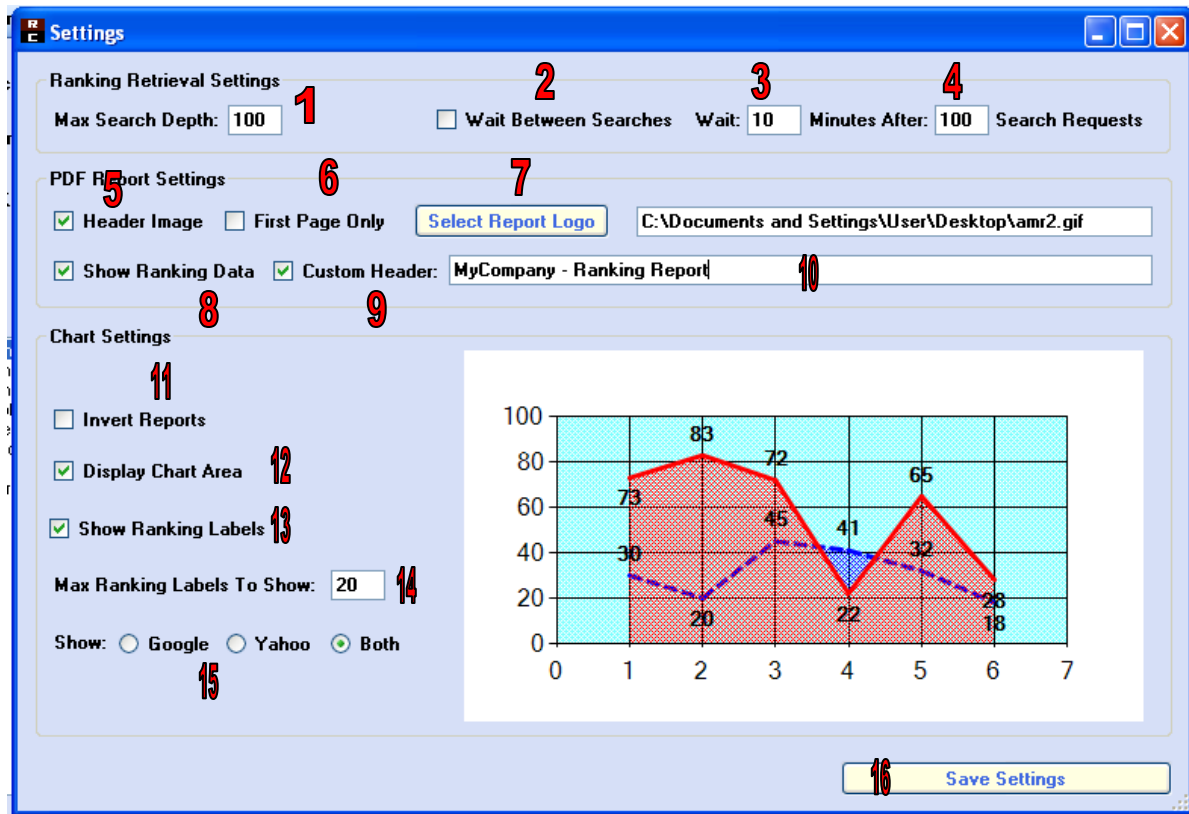 R C Settings
Ranking Retrieval Settings 2 3 4
Max Search Depth: 100 1 Wait Between Searches Wait: 10 Minutes After: 100 Search Requests
PDF Report Settings 5 6 7
Header Image First Page Only Select Report Logo C:\Documents and Settings\User\Desktop\amr2.gif
Show Ranking Data Custom Header: MyCompany - Ranking Report 10
8 9
Chart Settings
11
Invert Reports
Display Chart Area 12
Show Ranking Labels 13
Max Ranking Labels To Show: 20 14
Show: Google Yahoo Both
15
100
80
60
40
20
0
83
73 72 65
45 41
30 32
20 22 28
18
0 1 2 3 4 5 6 7
16 Save Settings